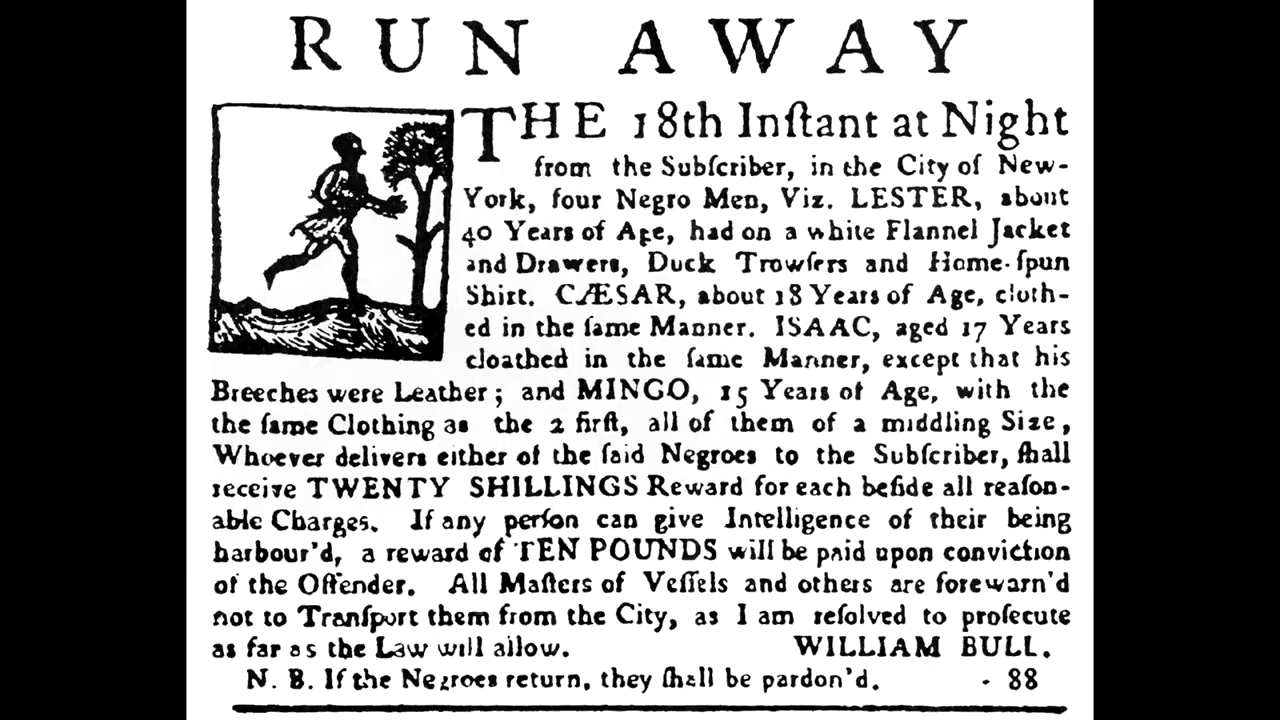 RUN AWAY
THE 18th Inſtant at Night
from the Subſcriber, in the City of New-
York, four Negro Men, Viz. LESTER, about
40 Years of Age, had on a white Flannel Jacket
and Drawers, Duck Trowſers and Home-ſpun
Shirt. CÆSAR, about 18 Years of Age, cloth-
ed in the ſame Manner. ISAAC, aged 17 Years
cloathed in the ſame Manner, except that his
Breeches were Leather; and MINGO, 15 Years of Age, with the
the ſame Clothing as the 2 firſt, all of them of a middling Size,
Whoever delivers either of the ſaid Negroes to the Subſcriber, ſhall
receive TWENTY SHILLINGS Reward for each beſide all reaſon-
able Charges. If any perſon can give Intelligence of their being
harbour'd, a reward of TEN POUNDS will be paid upon conviction
of the Offender. All Maſters of Veſſels and others are forewarn'd
not to Tranſport them from the City, as I am reſolved to proſecute
as far as the Law will allow. WILLIAM BULL.
N. B. If the Negroes return, they ſhall be pardon'd. - 88